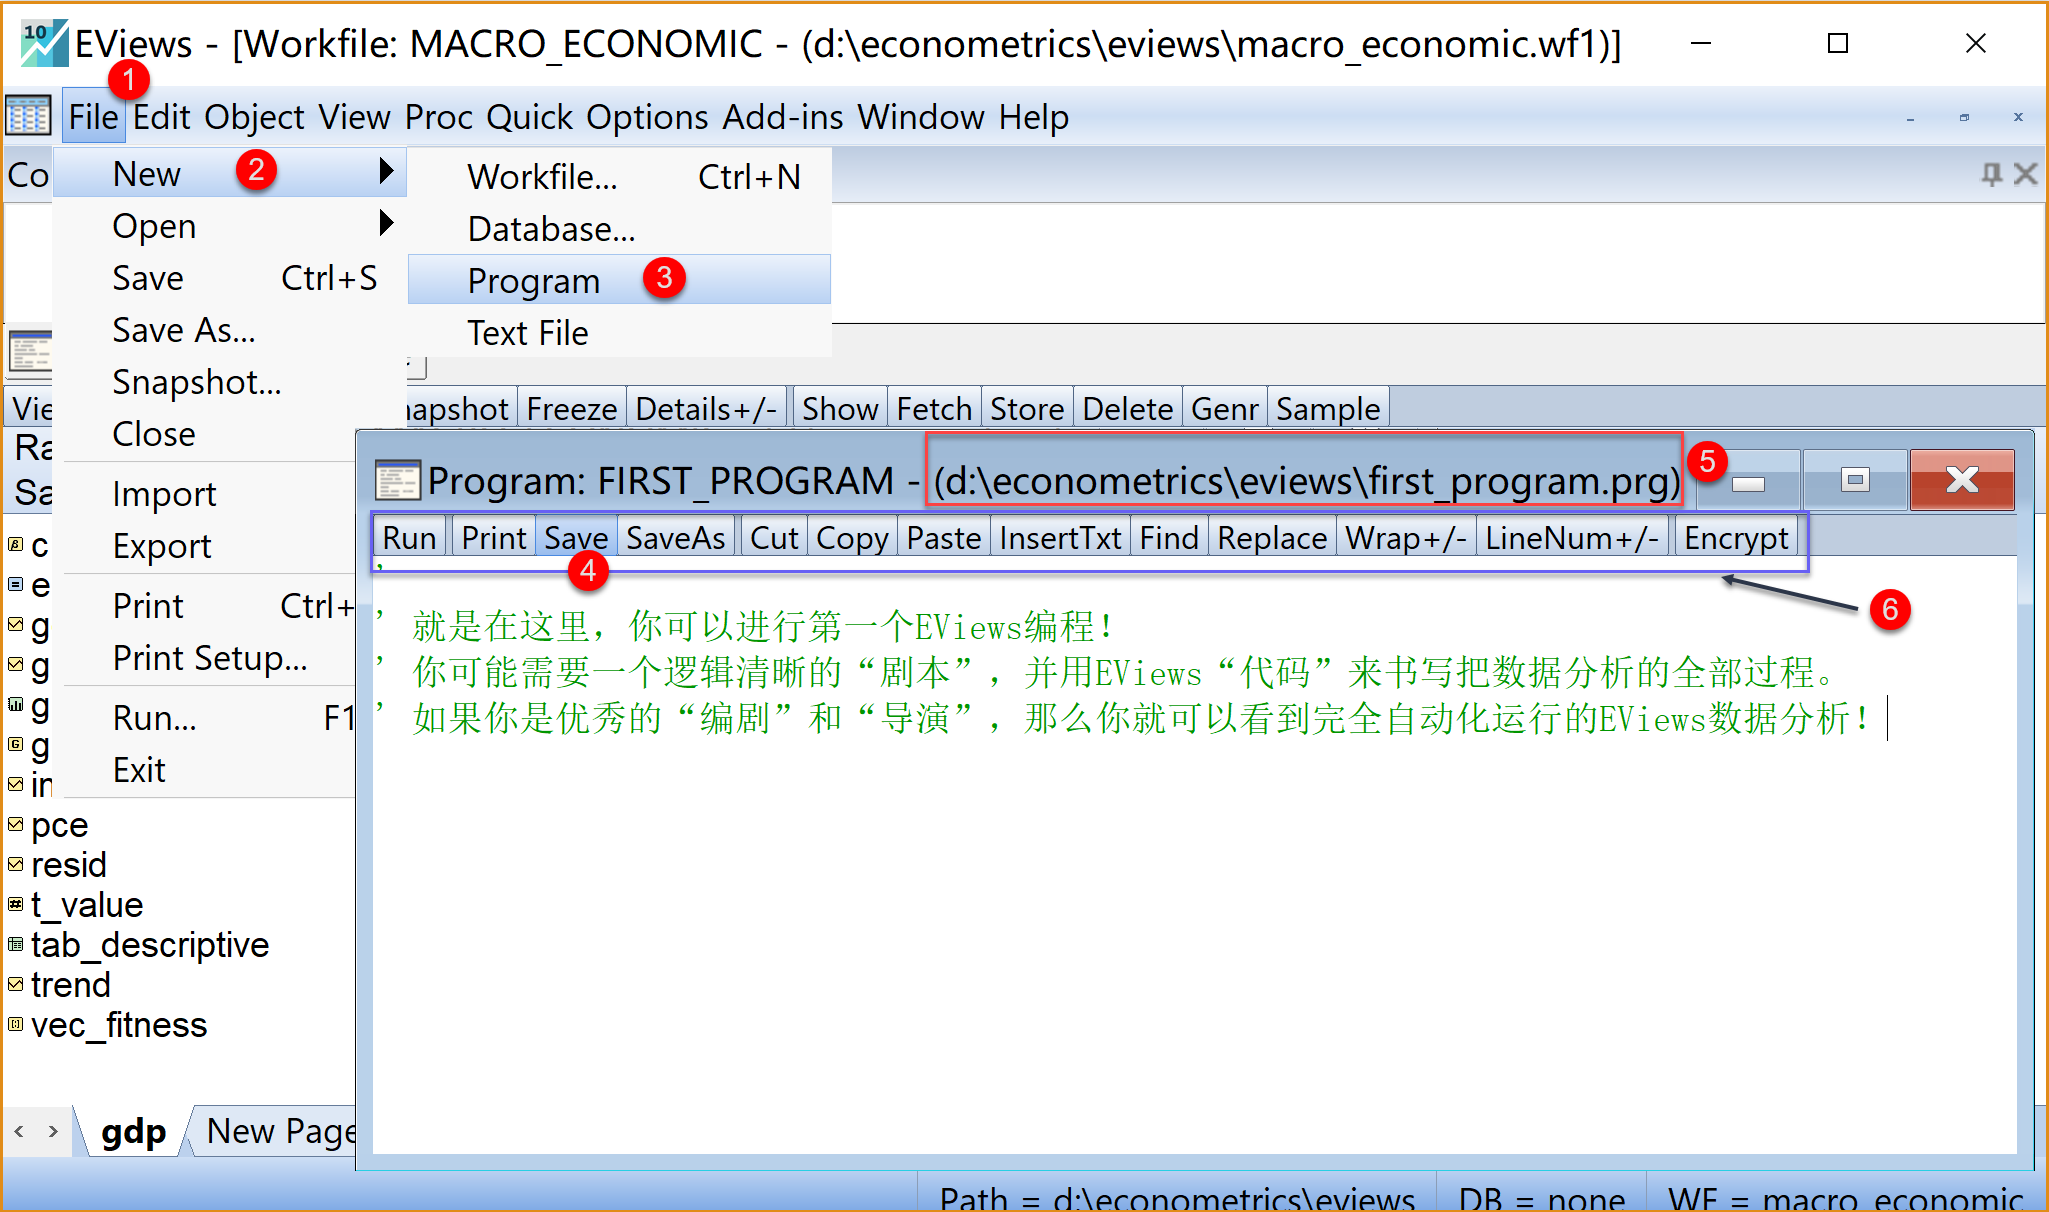 10 EViews - [Workfile: MACRO_ECONOMIC - (d:\econometrics\eviews\macro_economic.wf1)]
1
File Edit Object View Proc Quick Options Add-ins Window Help
Co
New 2
Workfile... Ctrl+N
Open
Database...
Save Ctrl+S
Program 3
Save As...
Text File
Snapshot...
Close
Import
Export
Print Ctrl+
Print Setup...
Run... F1
Exit
Vie
napshot Freeze Details+/- Show Fetch Store Delete Genr Sample
Ra
Sa
Program: FIRST_PROGRAM - (d:\econometrics\eviews\first_program.prg) 5
Run Print Save SaveAs Cut Copy Paste InsertTxt Find Replace Wrap+/- LineNum+/- Encrypt
4
6
'
' 就是在这里，你可以进行第一个EViews编程！
' 你可能需要一个逻辑清晰的“剧本”，并用EViews“代码”来书写把数据分析的全部过程。
' 如果你是优秀的“编剧”和“导演”，那么你就可以看到完全自动化运行的EViews数据分析！
c
e
g
g
g
g
in
pce
resid
t_value
tab_descriptive
trend
vec_fitness
< > gdp New Page
Path = d:\econometrics\eviews DB = none WF = macro_economic